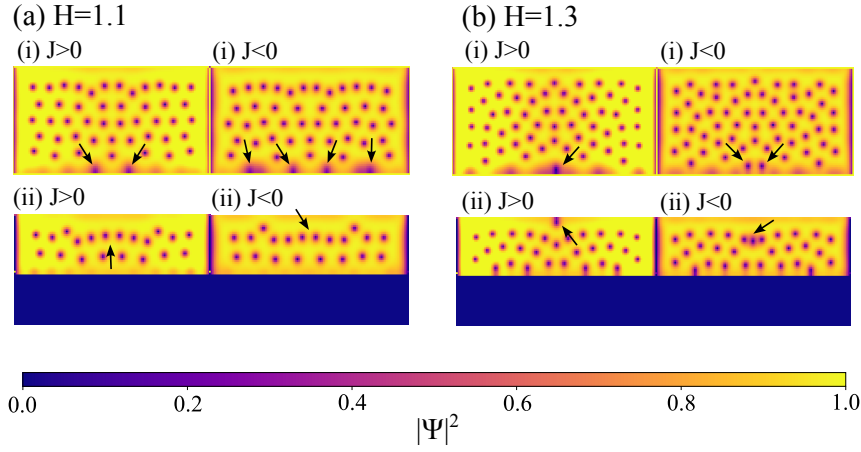 (a) H=1.1
(b) H=1.3
(i) J>0
(i) J<0
(i) J>0
(i) J<0
(ii) J>0
(ii) J<0
(ii) J>0
(ii) J<0
0.0 0.2 0.4 0.6 0.8 1.0
|Ψ|²